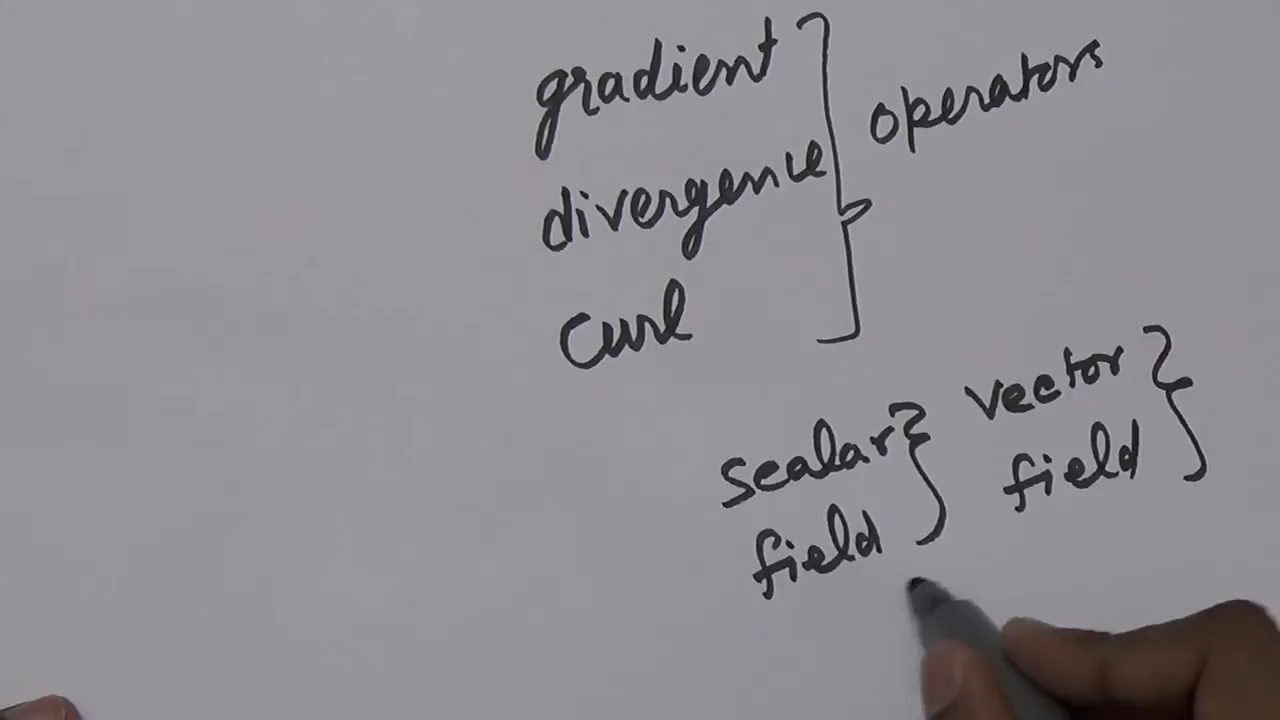 gradient
divergence
curl
operators
scalar
field
vector
field